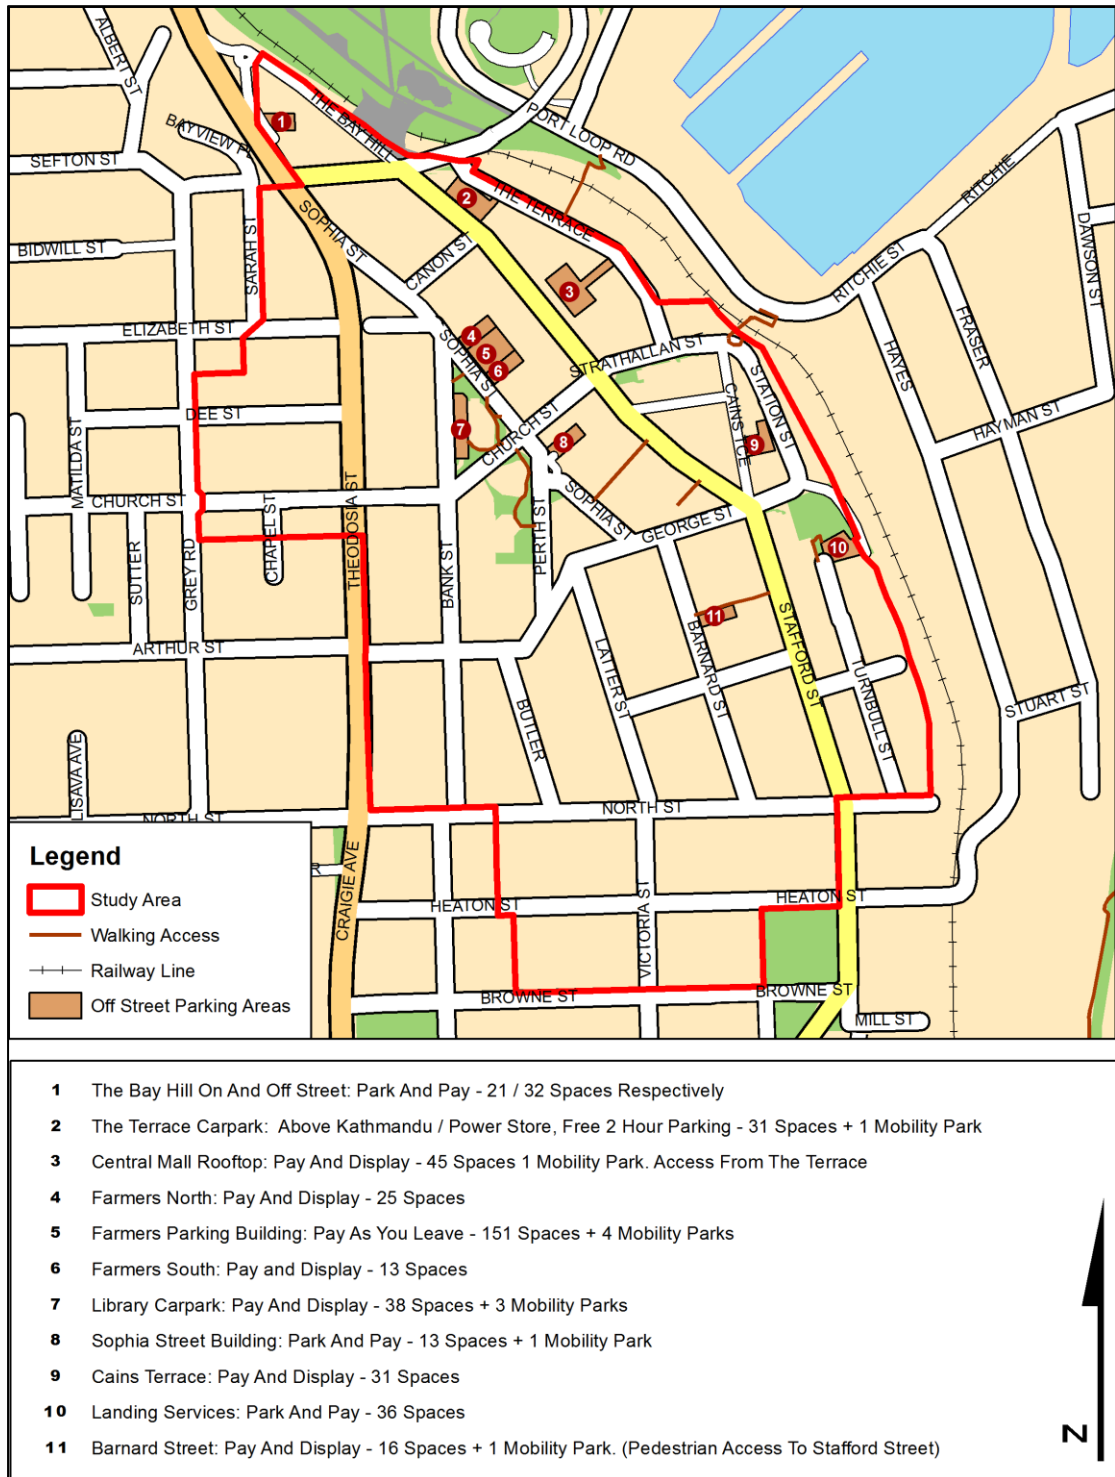 ALBERT ST
BAYVIEW PL
THE BAY HILL
PORT LOOP RD
SEFTON ST
1
2
THE TERRACE
RITCHIE
DAWSON ST
BIDWILL ST
SARAH ST
SOPHIA ST
CANON ST
3
RITCHIE ST
ELIZABETH ST
4
5
6
SOPHIA ST
STRATHALLAN ST
HAYES
FRASER
MATILDA ST
DEE ST
7
CHURCH ST
8
CAINS TCE
STATION ST
9
HAYMAN ST
CHURCH ST
CHAPEL ST
THEODOSIA ST
SOPHIA ST
GEORGE ST
SUTTER
GREY RD
BANK ST
PERTH ST
10
11
ARTHUR ST
LATTER ST
BARNARD ST
STAFFORD ST
TURNBULL ST
BUTLER
STUART ST
LISAVA AVE
NORTH ST
NORTH ST
R
CRAIGIE AVE
HEATON ST
VICTORIA ST
HEATON ST
BROWNE ST
BROWNE ST
MILL ST
Legend
Study Area
Walking Access
Railway Line
Off Street Parking Areas
1 The Bay Hill On And Off Street: Park And Pay - 21 / 32 Spaces Respectively
2 The Terrace Carpark: Above Kathmandu / Power Store, Free 2 Hour Parking - 31 Spaces + 1 Mobility Park
3 Central Mall Rooftop: Pay And Display - 45 Spaces 1 Mobility Park. Access From The Terrace
4 Farmers North: Pay And Display - 25 Spaces
5 Farmers Parking Building: Pay As You Leave - 151 Spaces + 4 Mobility Parks
6 Farmers South: Pay and Display - 13 Spaces
7 Library Carpark: Pay And Display - 38 Spaces + 3 Mobility Parks
8 Sophia Street Building: Park And Pay - 13 Spaces + 1 Mobility Park
9 Cains Terrace: Pay And Display - 31 Spaces
10 Landing Services: Park And Pay - 36 Spaces
11 Barnard Street: Pay And Display - 16 Spaces + 1 Mobility Park. (Pedestrian Access To Stafford Street)
N